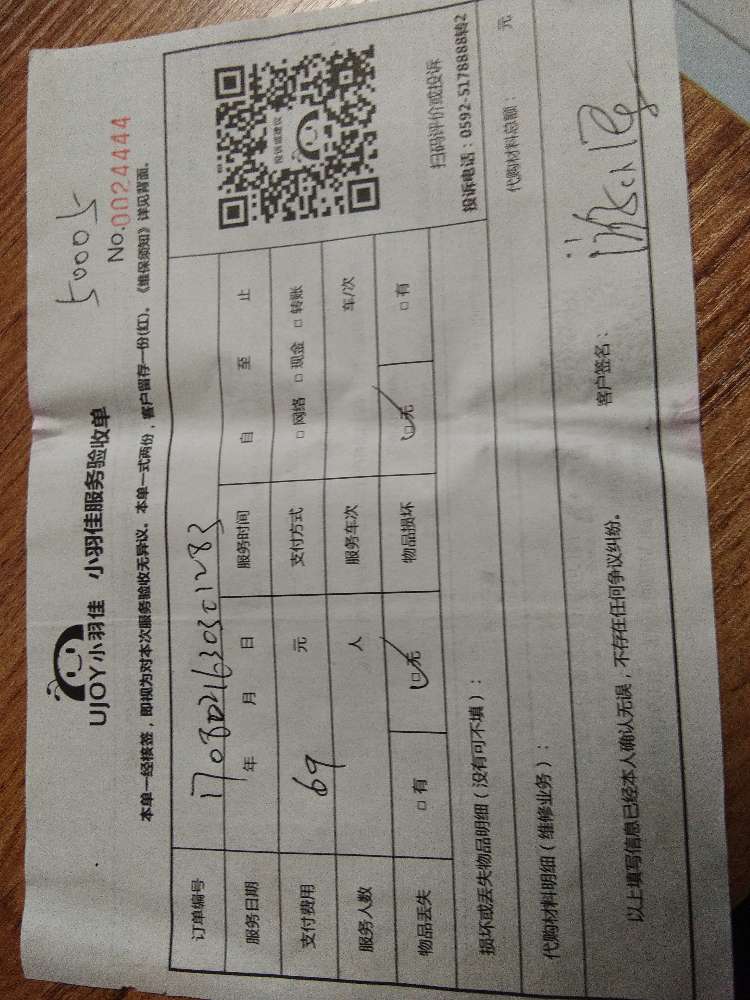 50005
UJOY小羽佳 小羽佳服务验收单
No.0024444
本单一经核签，即视为对本次服务验收无异议。本单一式两份，客户留存一份(红)。《维保须知》详见背面。
订单编号
服务日期 年 月 日 服务时间 自 至 止
支付费用 69 元 支付方式 □ 网络 □ 现金 □ 转账
服务人数 人 服务车次 车/次
物品丢失 □ 有 □ 无 物品损坏 □ 无 □ 有
投诉或建议
扫码评价或投诉
投诉电话：0592-5178888转2
损坏或丢失物品明细（没有可不填）：
代购材料明细（维修业务）： 代购材料总额： 元
以上填写信息已经本人确认无误，不存在任何争议纠纷。
客户签名：